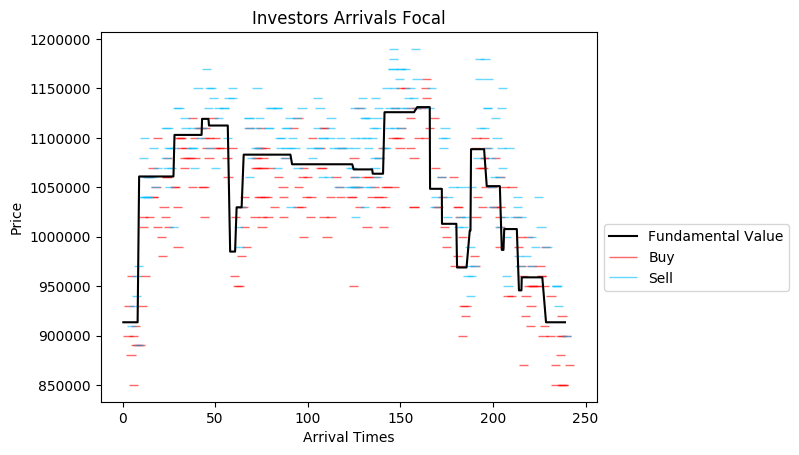 Investors Arrivals Focal
1200000
1150000
1100000
1050000
1000000
950000
900000
850000
Price
0 50 100 150 200 250
Arrival Times
Fundamental Value
Buy
Sell